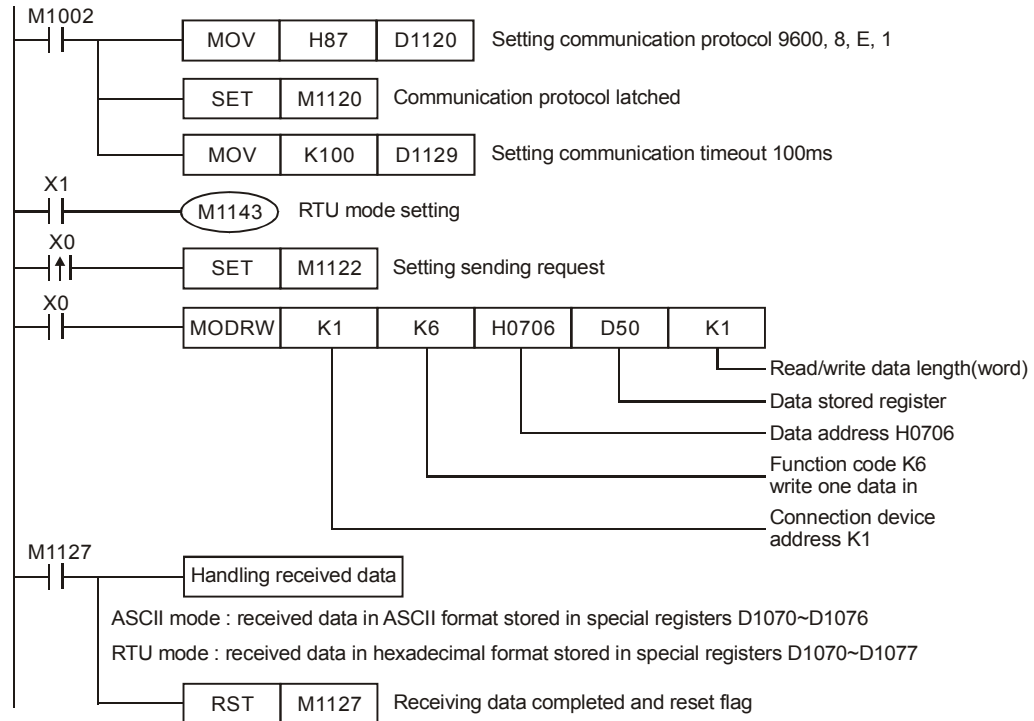 M1002
MOV H87 D1120 Setting communication protocol 9600, 8, E, 1
SET M1120 Communication protocol latched
MOV K100 D1129 Setting communication timeout 100ms
X1
M1143 RTU mode setting
X0
SET M1122 Setting sending request
X0
MODRW K1 K6 H0706 D50 K1
Read/write data length(word)
Data stored register
Data address H0706
Function code K6
write one data in
Connection device
address K1
M1127
Handling received data
ASCII mode : received data in ASCII format stored in special registers D1070~D1076
RTU mode : received data in hexadecimal format stored in special registers D1070~D1077
RST M1127 Receiving data completed and reset flag